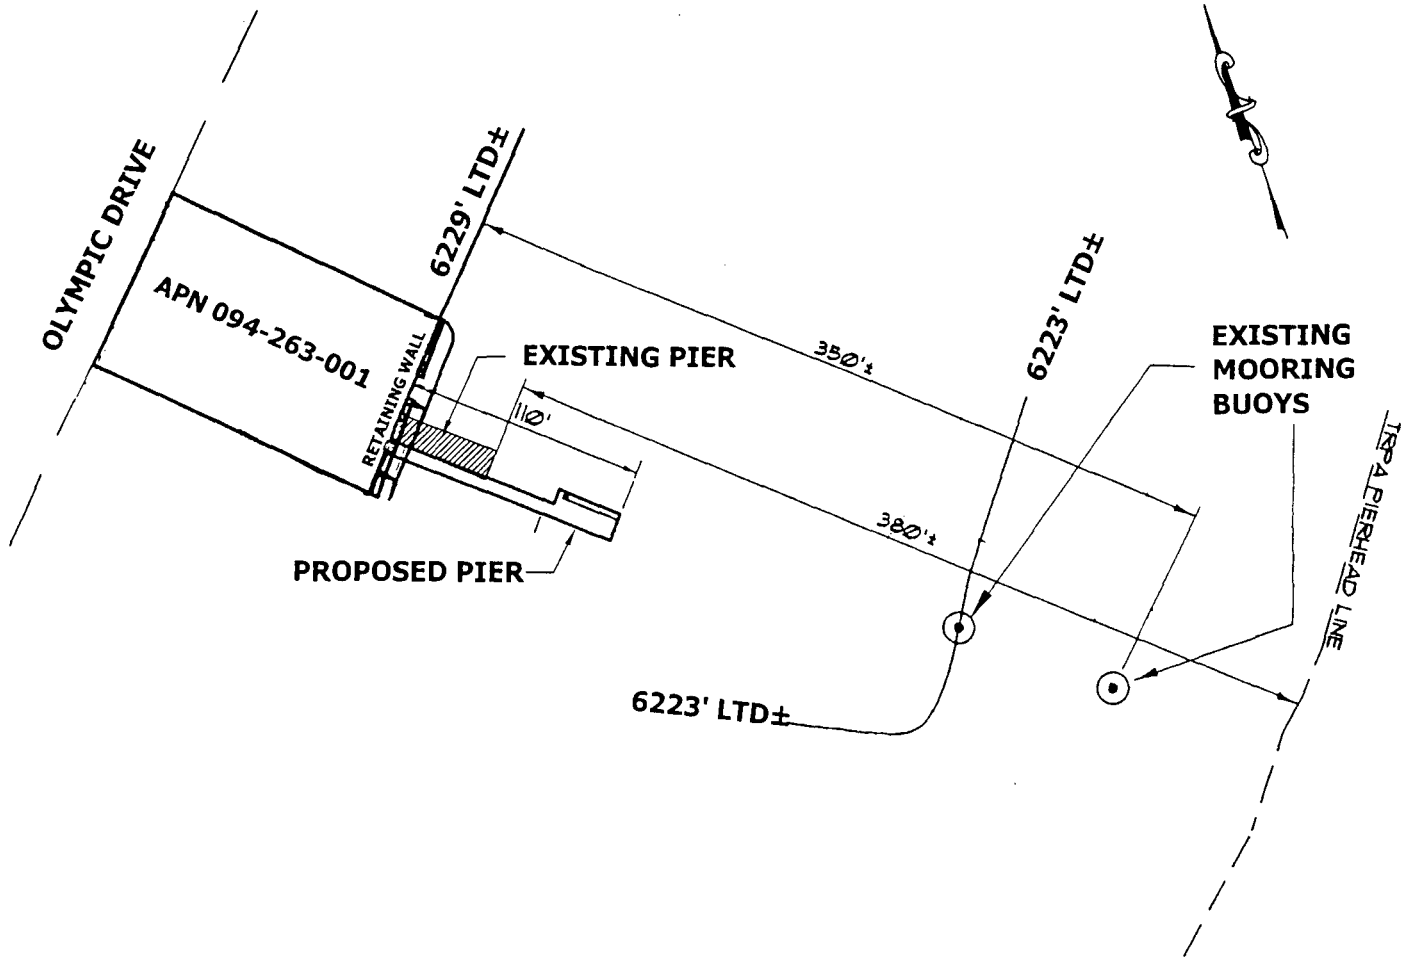 OLYMPIC DRIVE
6229' LTD±
APN 094-263-001
RETAINING WALL
EXISTING PIER
110'
350'±
6223' LTD±
EXISTING
MOORING
BUOYS
TRPA PIERHEAD LINE
380'±
PROPOSED PIER
6223' LTD±